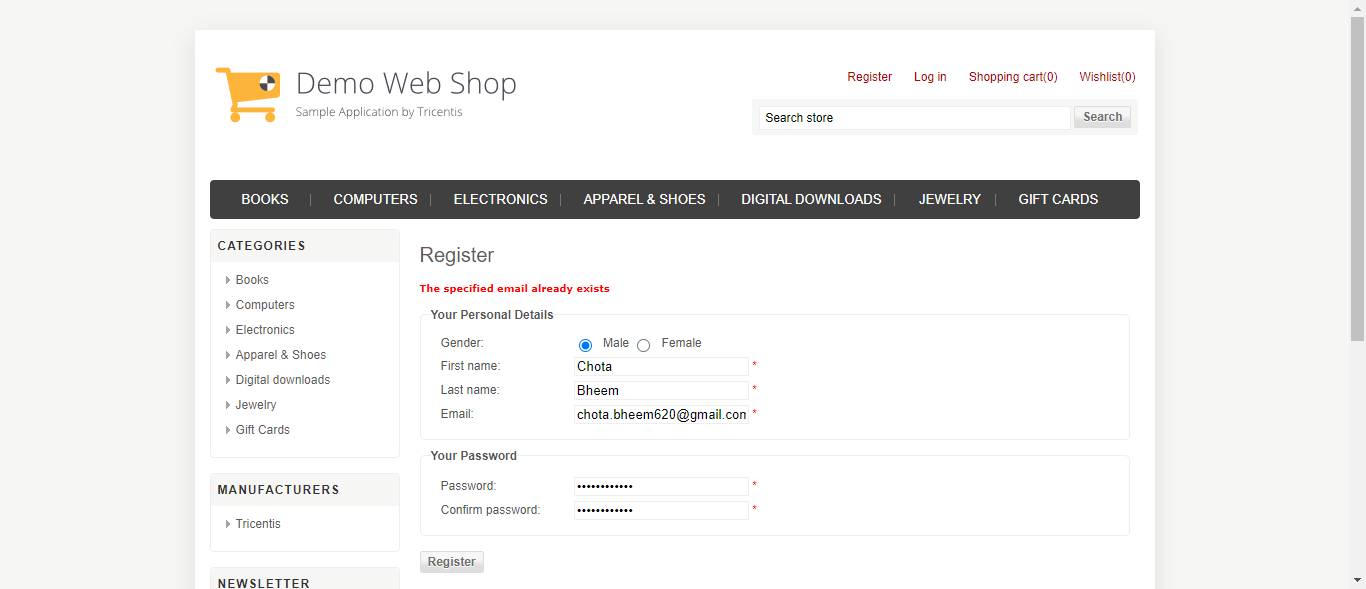 Demo Web Shop
Sample Application by Tricentis
Register Log in Shopping cart(0) Wishlist(0)
Search store Search
BOOKS COMPUTERS ELECTRONICS APPAREL & SHOES DIGITAL DOWNLOADS JEWELRY GIFT CARDS
CATEGORIES
Books
Computers
Electronics
Apparel & Shoes
Digital downloads
Jewelry
Gift Cards
MANUFACTURERS
Tricentis
NEWSLETTER
Register
The specified email already exists
Your Personal Details
Gender: Male Female
First name: Chota *
Last name: Bheem *
Email: chota.bheem620@gmail.com *
Your Password
Password: •••••••••••• *
Confirm password: •••••••••••• *
Register